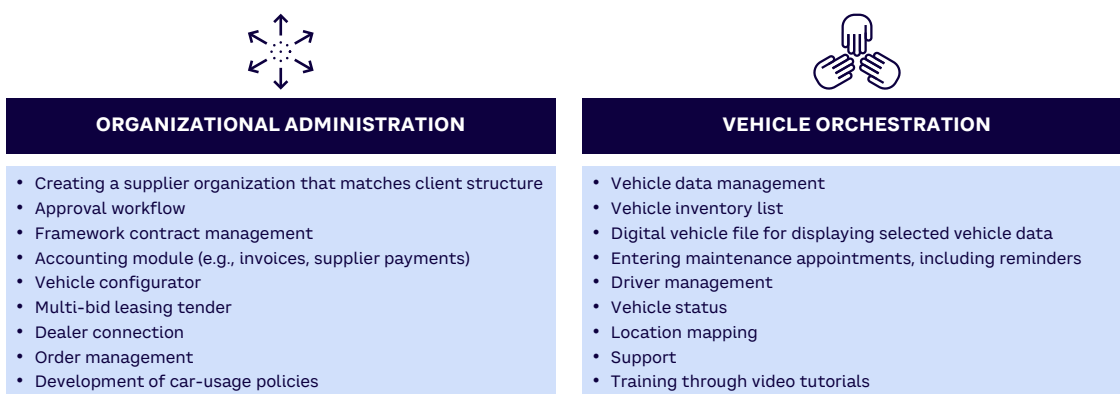 ORGANIZATIONAL ADMINISTRATION
• Creating a supplier organization that matches client structure
• Approval workflow
• Framework contract management
• Accounting module (e.g., invoices, supplier payments)
• Vehicle configurator
• Multi-bid leasing tender
• Dealer connection
• Order management
• Development of car-usage policies
VEHICLE ORCHESTRATION
• Vehicle data management
• Vehicle inventory list
• Digital vehicle file for displaying selected vehicle data
• Entering maintenance appointments, including reminders
• Driver management
• Vehicle status
• Location mapping
• Support
• Training through video tutorials